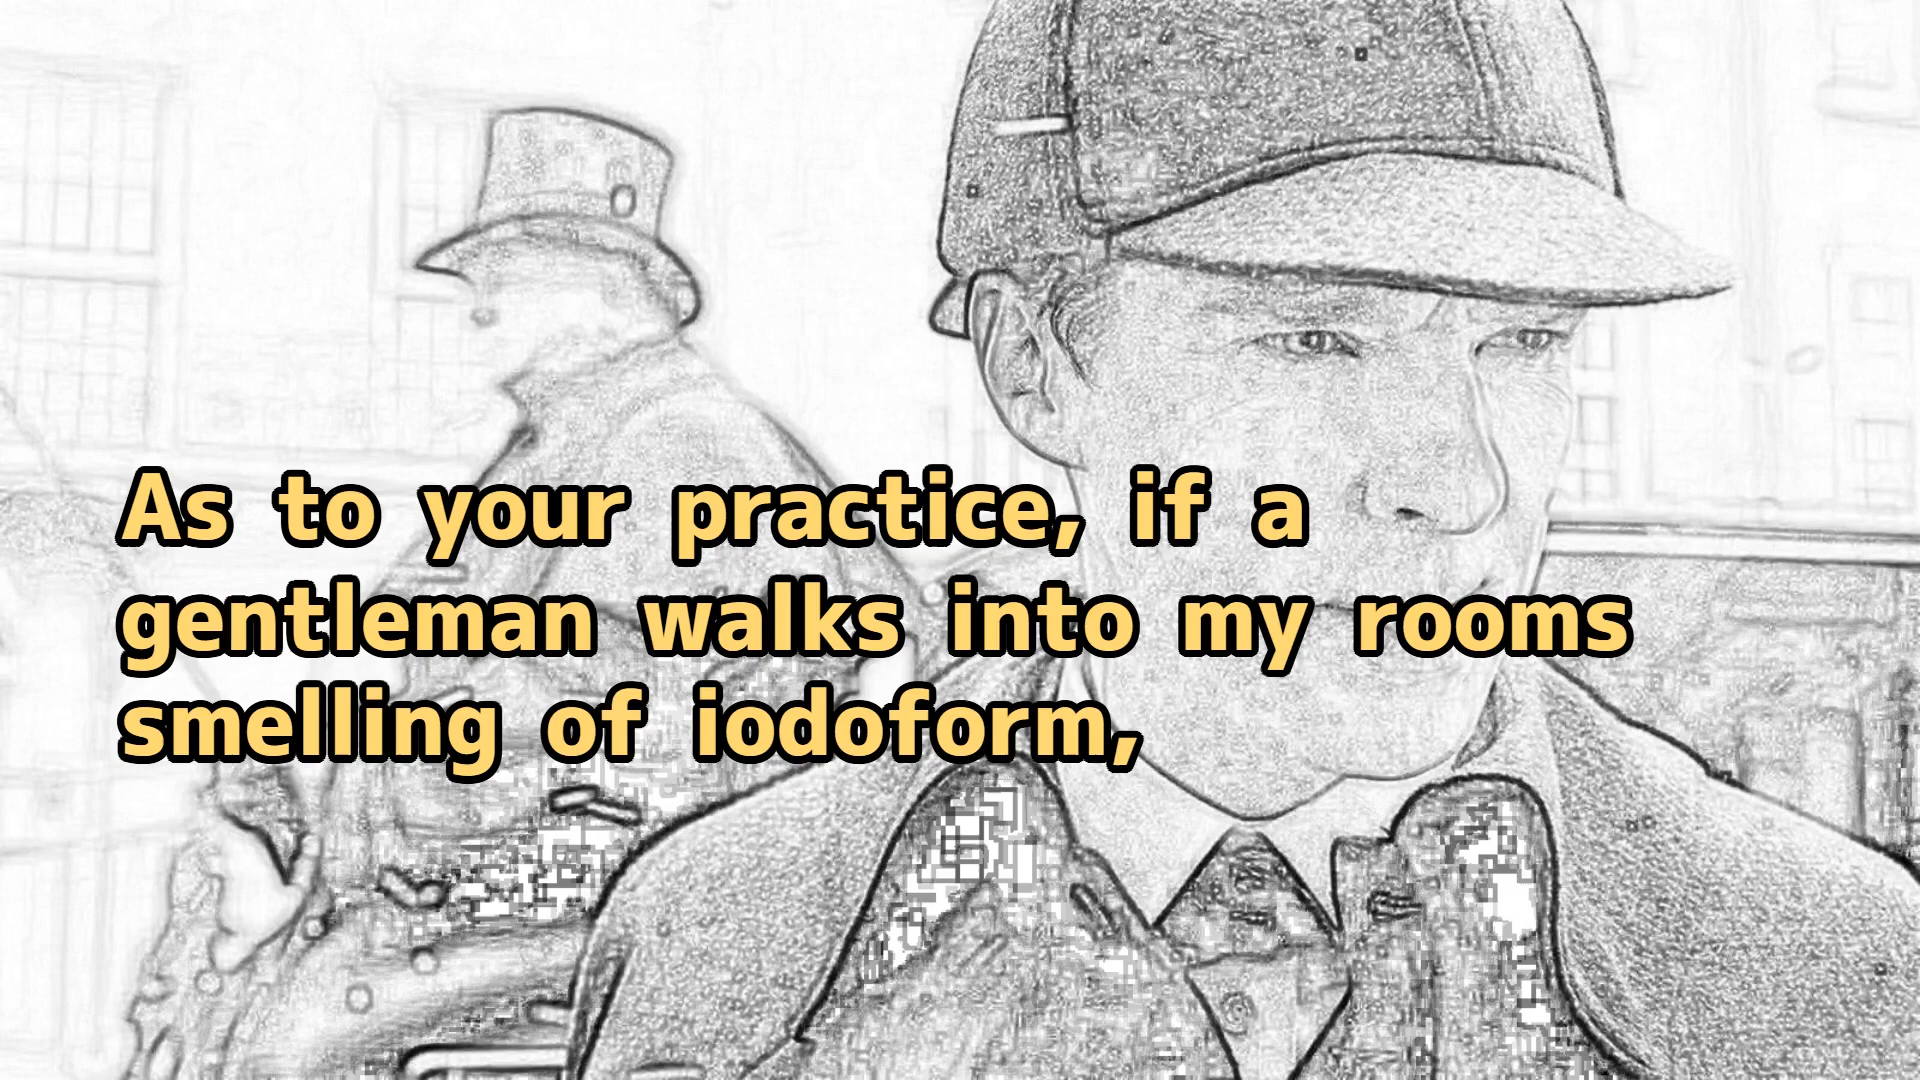 As to your practice, if a
gentleman walks into my rooms
smelling of iodoform,